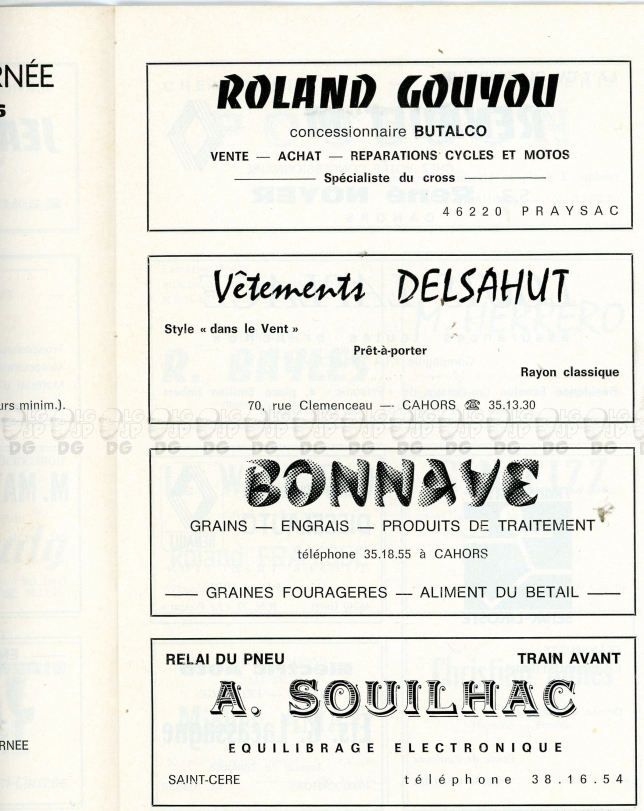 RNÉE
s
urs minim.).
RNEE
ROLAND GOUYOU
concessionnaire BUTALCO
VENTE — ACHAT — REPARATIONS CYCLES ET MOTOS
Spécialiste du cross
46220 PRAYSAC
Vêtements DELSAHUT
Style « dans le Vent »
Prêt-à-porter
Rayon classique
70, rue Clemenceau — CAHORS ☎ 35.13.30
BONNAVE
GRAINS — ENGRAIS — PRODUITS DE TRAITEMENT
téléphone 35.18.55 à CAHORS
— GRAINES FOURAGERES — ALIMENT DU BETAIL —
RELAI DU PNEU TRAIN AVANT
A. SOUILHAC
EQUILIBRAGE ELECTRONIQUE
SAINT-CERE téléphone 38.16.54